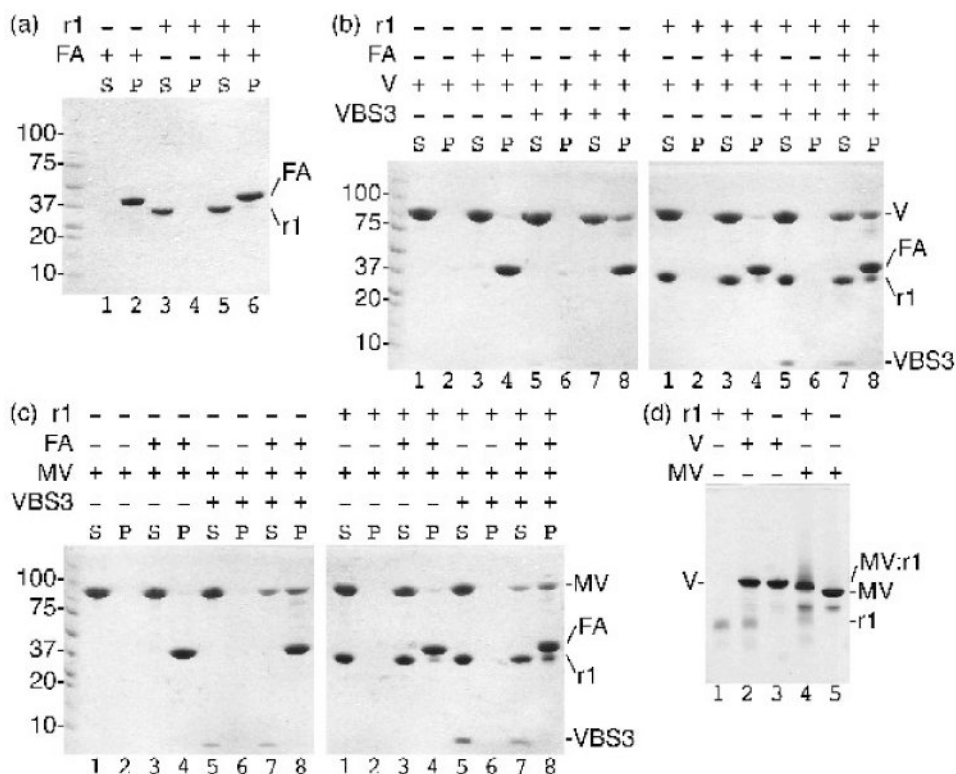 (a) r1 – – + + + +
FA + + – – + +
S P S P S P
100-
75-
37-
20-
10-
FA
r1
1 2 3 4 5 6
(b) r1 – – – – – – – – + + + + + + + +
FA – – + + – – + + – – + + – – + +
V + + + + + + + + + + + + + + + +
VBS3 – – – – + + + + – – – – + + + +
S P S P S P S P S P S P S P S P
100-
75-
37-
20-
10-
-V
FA
r1
-VBS3
1 2 3 4 5 6 7 8 1 2 3 4 5 6 7 8
(c) r1 – – – – – – – – + + + + + + + +
FA – – + + – – + + – – + + – – + +
MV + + + + + + + + + + + + + + + +
VBS3 – – – – + + + + – – – – + + + +
S P S P S P S P S P S P S P S P
100-
75-
37-
20-
10-
-MV
FA
r1
-VBS3
1 2 3 4 5 6 7 8 1 2 3 4 5 6 7 8
(d) r1 + + – + –
V – + + – –
MV – – – + +
V-
MV:r1
-MV
-r1
1 2 3 4 5